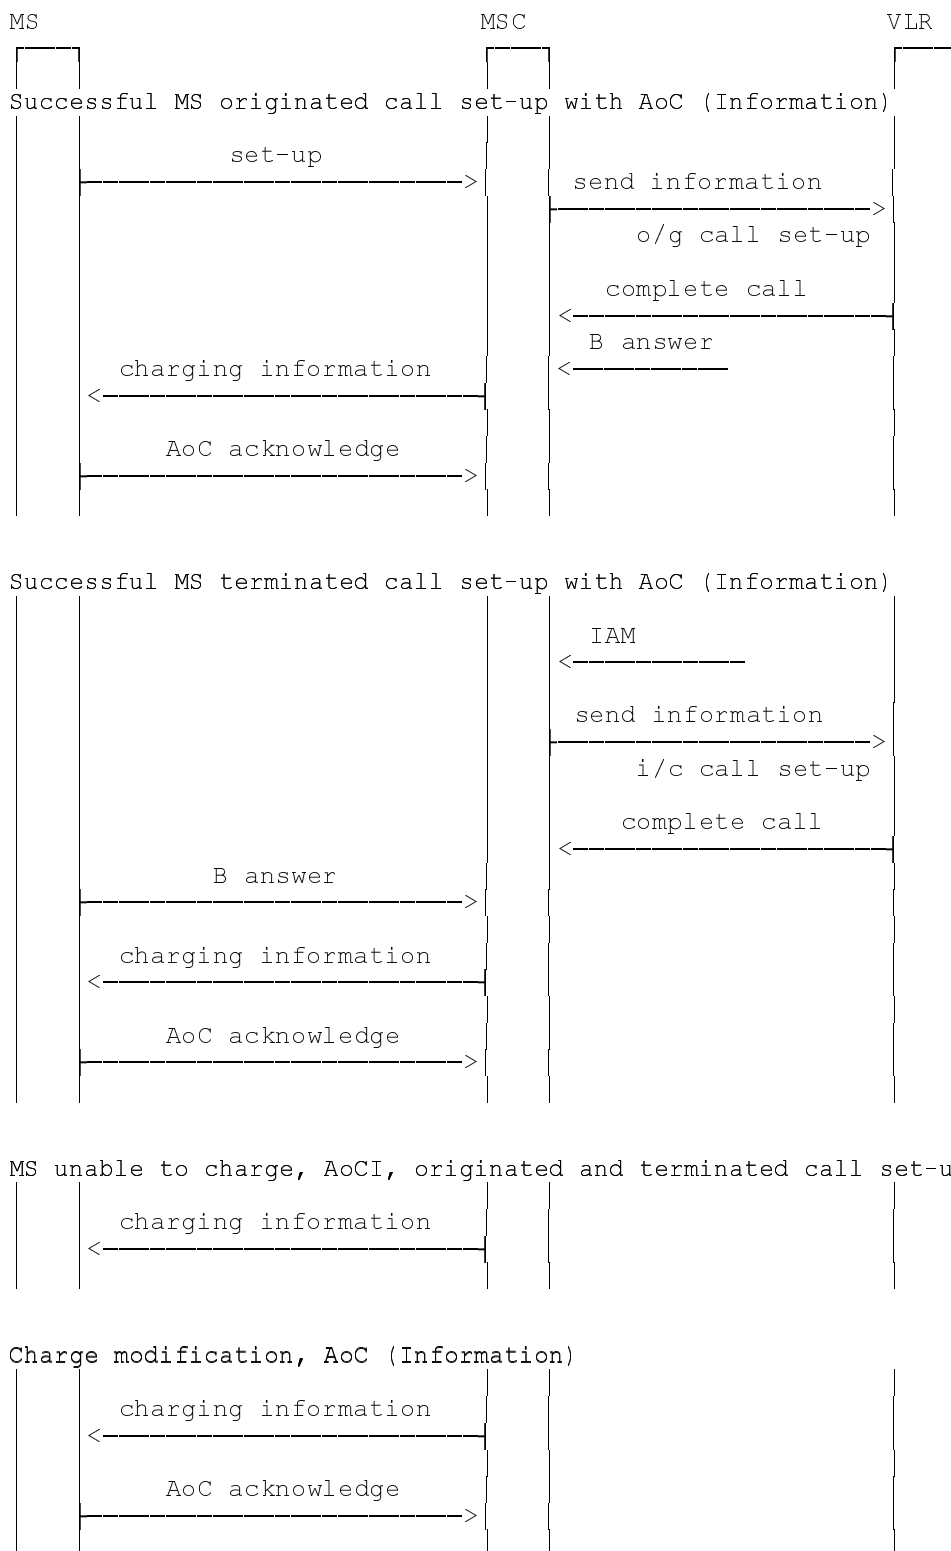 MS MSC VLR
Successful MS originated call set-up with AoC (Information)
set-up
send information
o/g call set-up
complete call
B answer
charging information
AoC acknowledge
Successful MS terminated call set-up with AoC (Information)
IAM
send information
i/c call set-up
complete call
B answer
charging information
AoC acknowledge
MS unable to charge, AoCI, originated and terminated call set-u
charging information
Charge modification, AoC (Information)
charging information
AoC acknowledge